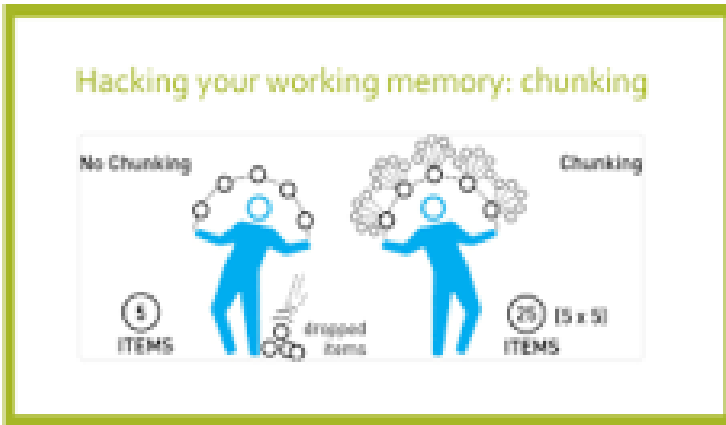 Hacking your working memory: chunking
No Chunking
Chunking
5
ITEMS
dropped
items
25 [5 x 5]
ITEMS